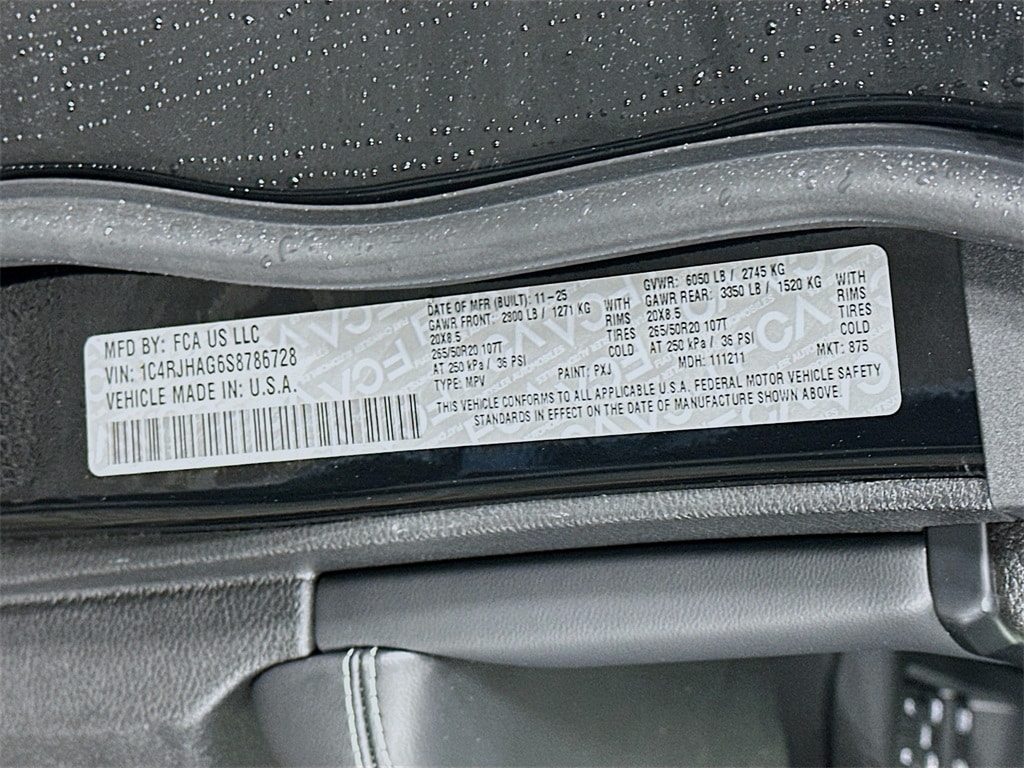 MFD BY: FCA US LLC
VIN: 1C4RJHAG6S8786728
VEHICLE MADE IN: U.S.A.
DATE OF MFR (BUILT): 11-25
GAWR FRONT: 2800 LB / 1271 KG WITH
20X8.5 RIMS
265/50R20 107T TIRES
AT 250 kPa / 36 PSI COLD
TYPE: MPV PAINT: PXJ
GVWR: 6050 LB / 2745 KG
GAWR REAR: 3350 LB / 1520 KG WITH
20X8.5 RIMS
265/50R20 107T TIRES
AT 250 kPa / 36 PSI COLD
MDH: 111211 MKT: 875
THIS VEHICLE CONFORMS TO ALL APPLICABLE U.S.A. FEDERAL MOTOR VEHICLE SAFETY
STANDARDS IN EFFECT ON THE DATE OF MANUFACTURE SHOWN ABOVE.